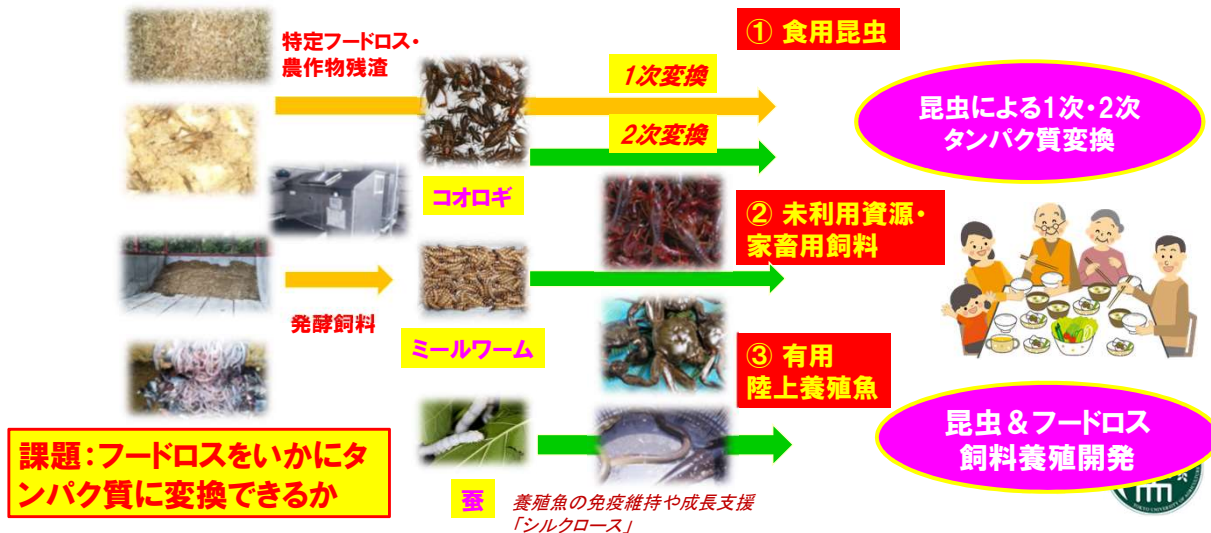 特定フードロス・
農作物残渣
① 食用昆虫
1次変換
2次変換
昆虫による1次・2次
タンパク質変換
コオロギ
② 未利用資源・
家畜用飼料
発酵飼料
ミールワーム
③ 有用
陸上養殖魚
昆虫＆フードロス
飼料養殖開発
課題：フードロスをいかにタ
ンパク質に変換できるか
蚕
養殖魚の免疫維持や成長支援
「シルクロース」